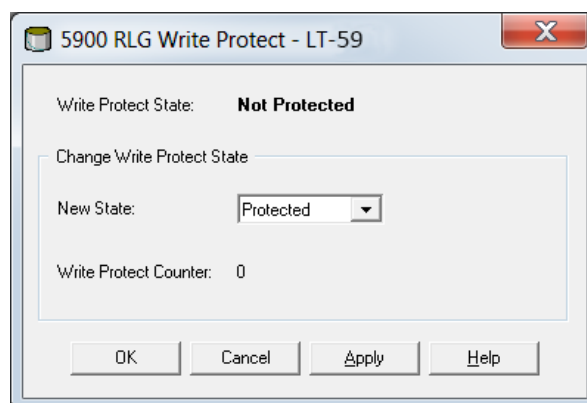 5900 RLG Write Protect - LT-59
Write Protect State: Not Protected
Change Write Protect State
New State: Protected
Write Protect Counter: 0
OK Cancel Apply Help